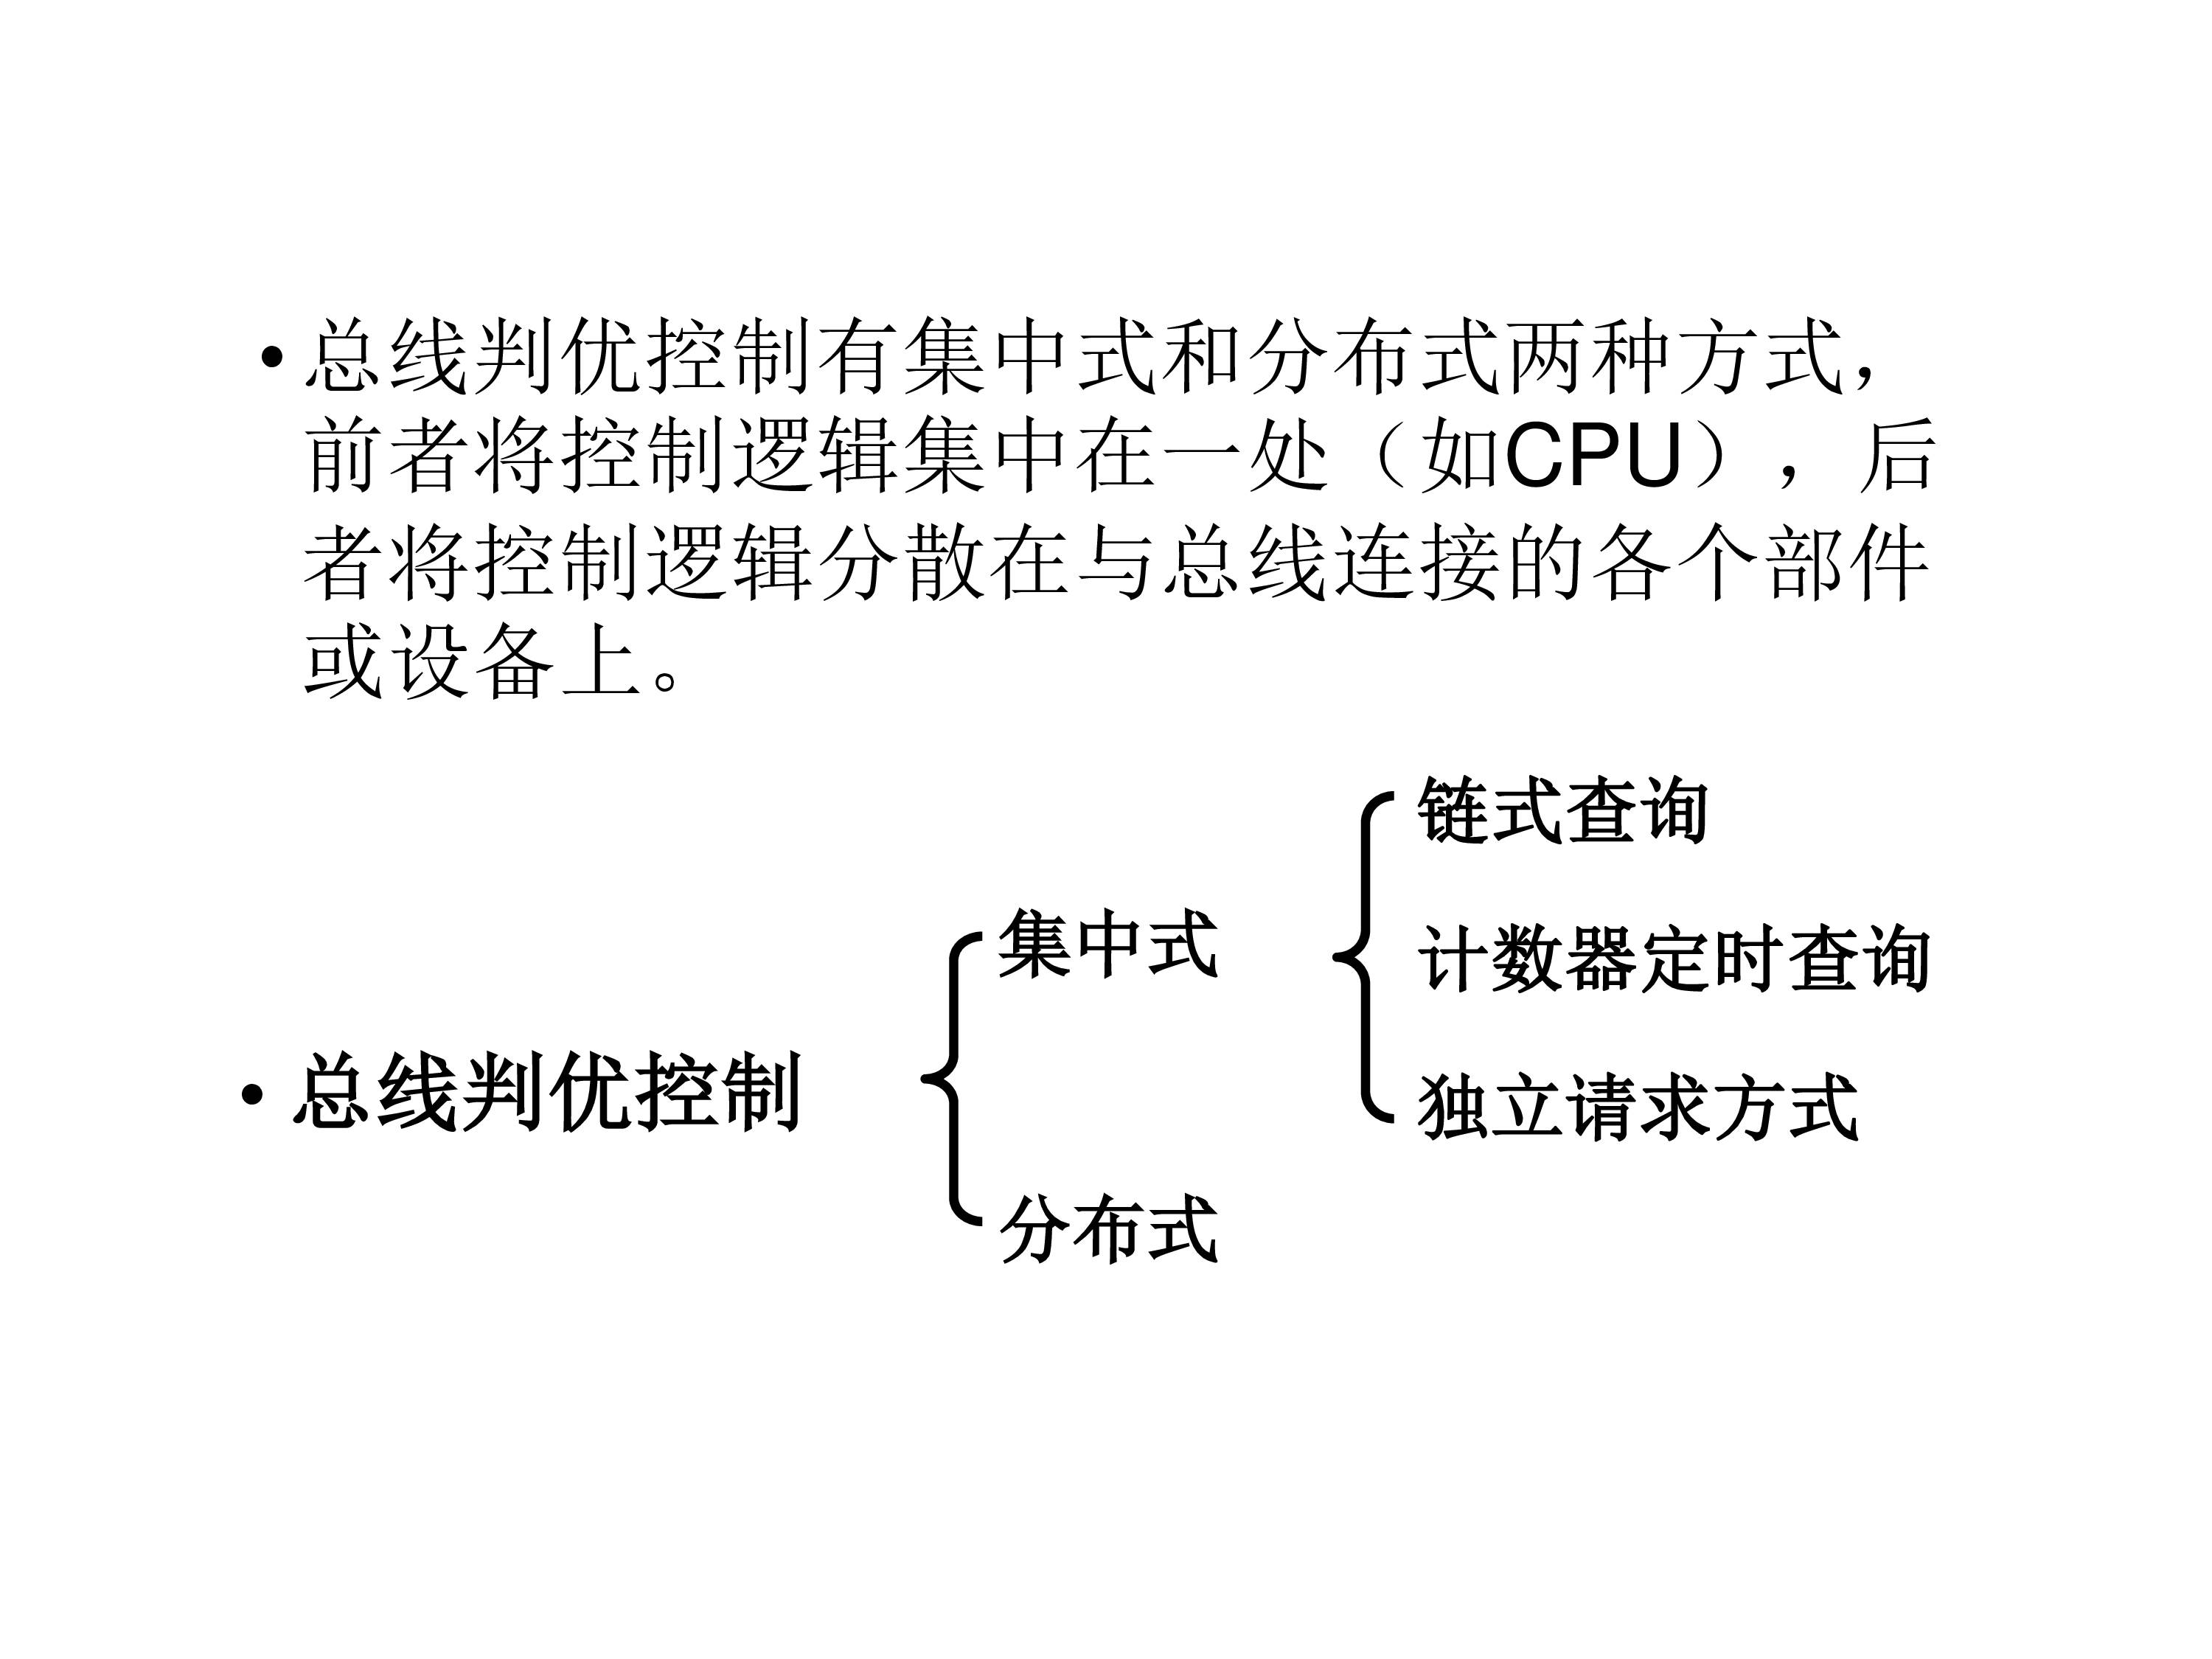 • 总线判优控制有集中式和分布式两种方式，
前者将控制逻辑集中在一处（如CPU），后
者将控制逻辑分散在与总线连接的各个部件
或设备上。
链式查询
集中式
计数器定时查询
• 总线判优控制
独立请求方式
分布式